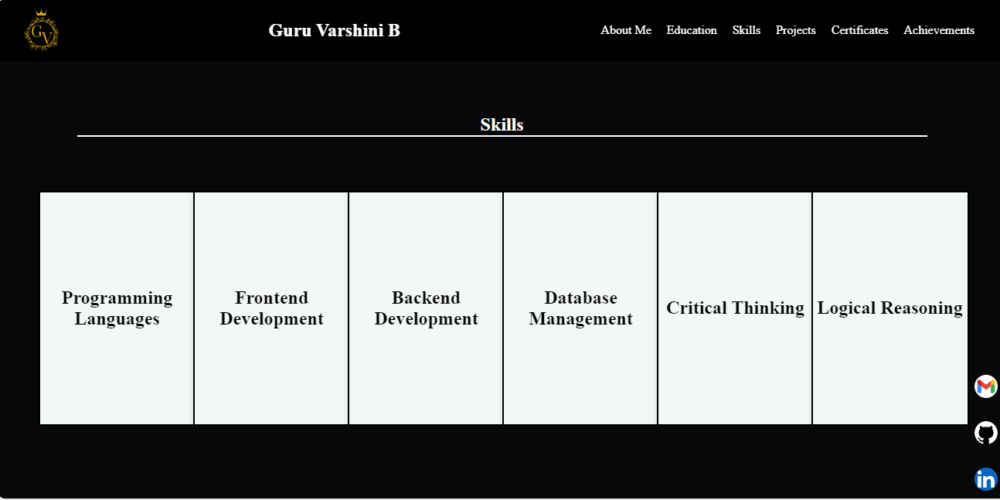 GV
Guru Varshini B
About Me Education Skills Projects Certificates Achievements
Skills
Programming
Languages
Frontend
Development
Backend
Development
Database
Management
Critical Thinking
Logical Reasoning
in